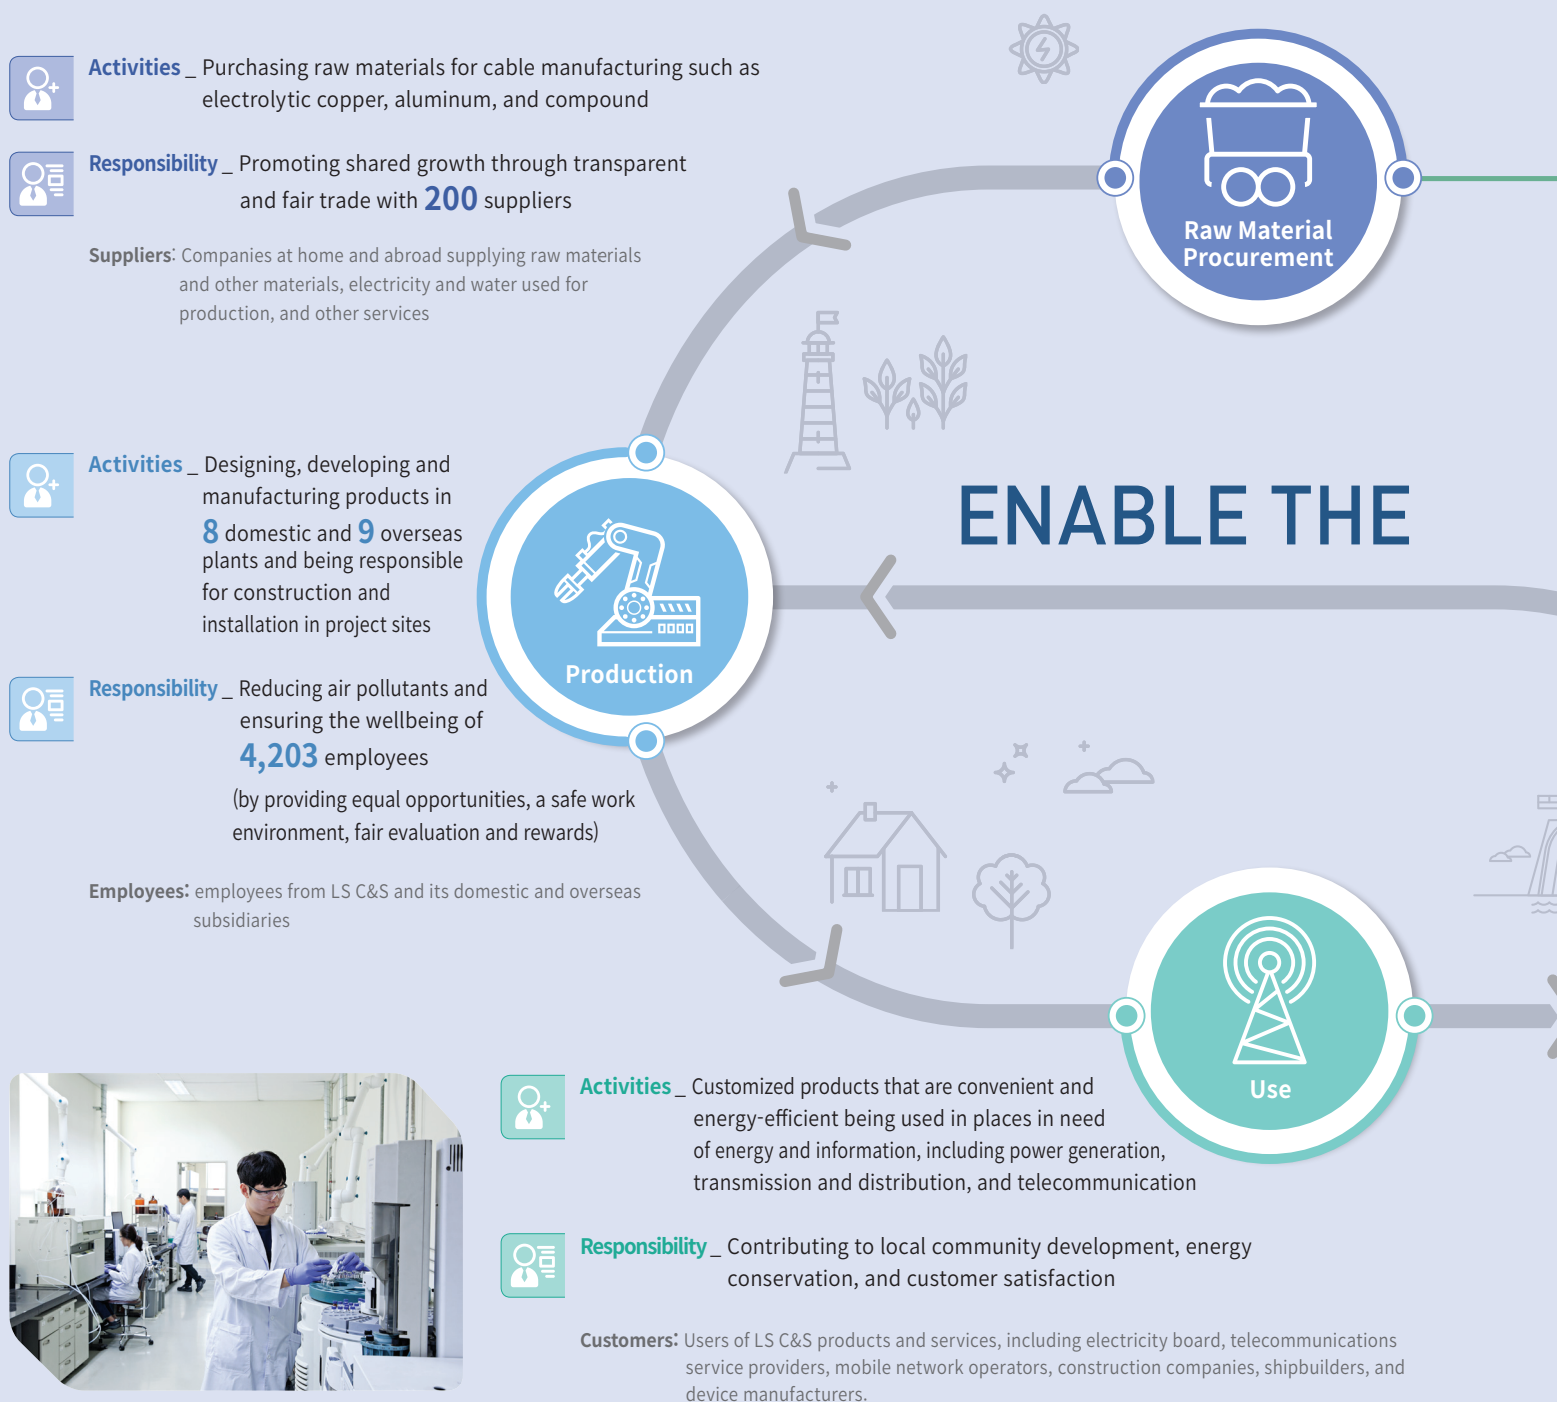 Activities _ Purchasing raw materials for cable manufacturing such as
electrolytic copper, aluminum, and compound
Responsibility _ Promoting shared growth through transparent
and fair trade with 200 suppliers
Suppliers: Companies at home and abroad supplying raw materials
and other materials, electricity and water used for
production, and other services
Raw Material
Procurement
Activities _ Designing, developing and
manufacturing products in
8 domestic and 9 overseas
plants and being responsible
for construction and
installation in project sites
Responsibility _ Reducing air pollutants and
ensuring the wellbeing of
4,203 employees
(by providing equal opportunities, a safe work
environment, fair evaluation and rewards)
Employees: employees from LS C&S and its domestic and overseas
subsidiaries
Production
ENABLE THE
Use
Activities _ Customized products that are convenient and
energy-efficient being used in places in need
of energy and information, including power generation,
transmission and distribution, and telecommunication
Responsibility _ Contributing to local community development, energy
conservation, and customer satisfaction
Customers: Users of LS C&S products and services, including electricity board, telecommunications
service providers, mobile network operators, construction companies, shipbuilders, and
device manufacturers.